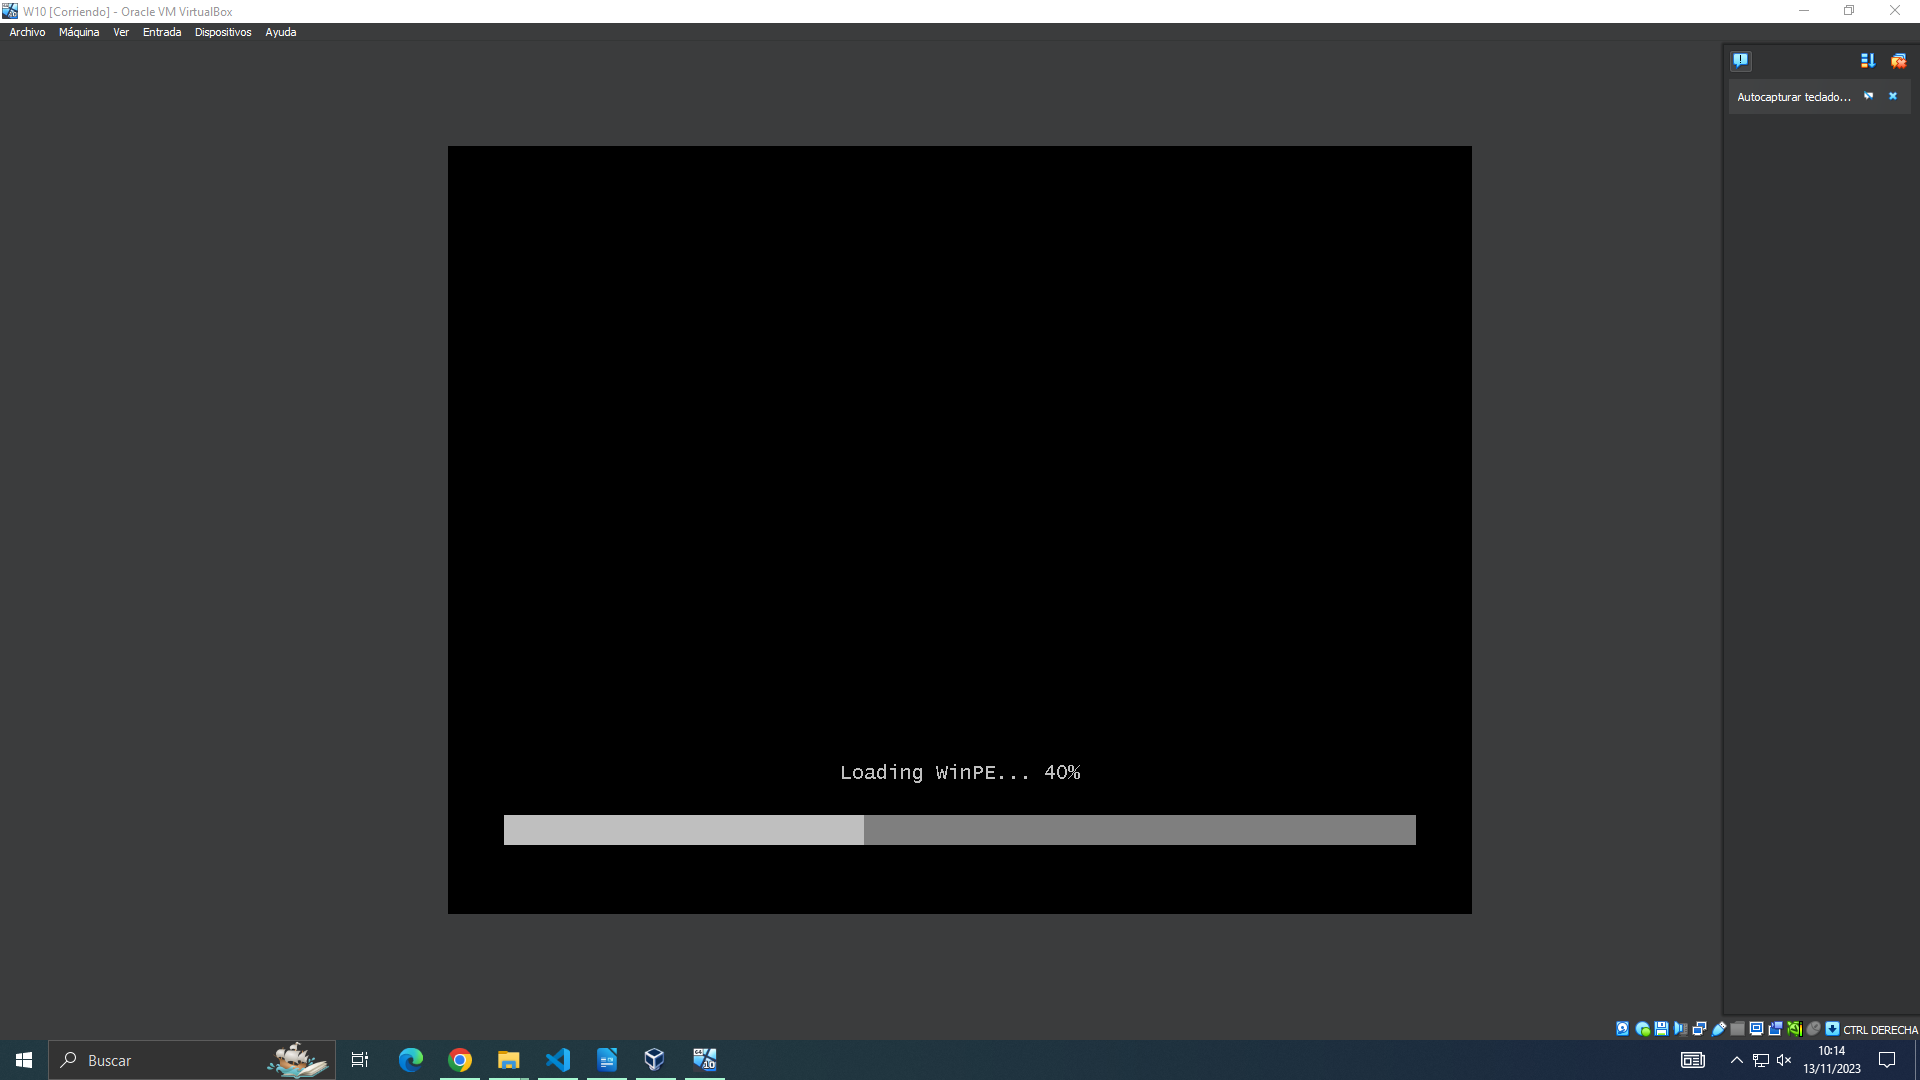 W10 [Corriendo] - Oracle VM VirtualBox
Archivo Máquina Ver Entrada Dispositivos Ayuda
Autocapturar teclado...
Loading WinPE... 40%
CTRL DERECHA
Buscar
10:14
13/11/2023